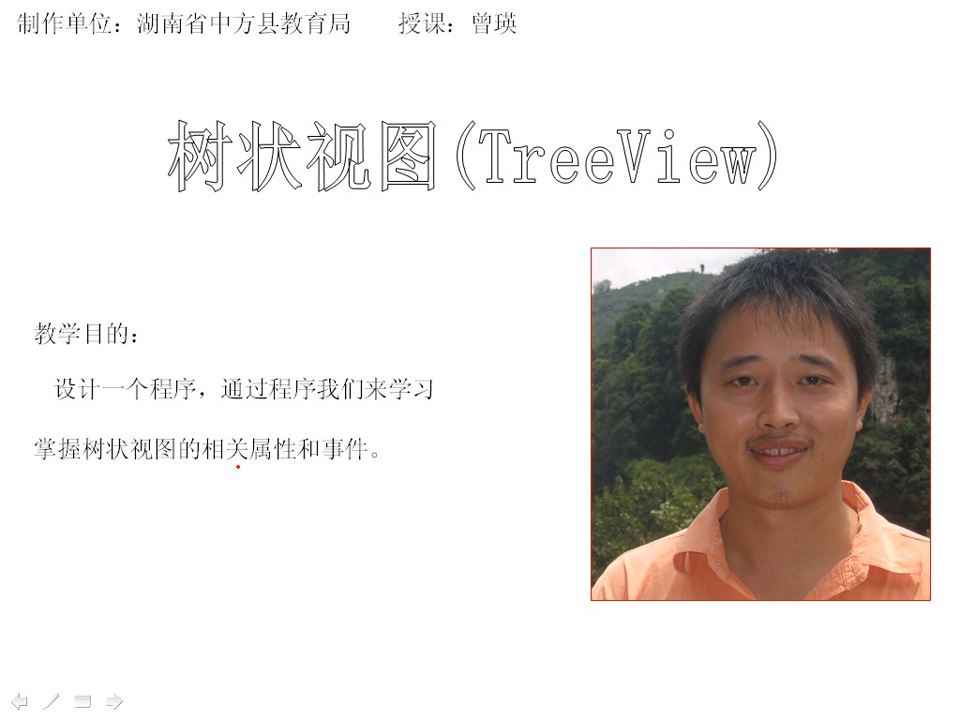 制作单位：湖南省中方县教育局 授课：曾瑛
树状视图(TreeView)
教学目的：
设计一个程序，通过程序我们来学习
掌握树状视图的相关属性和事件。